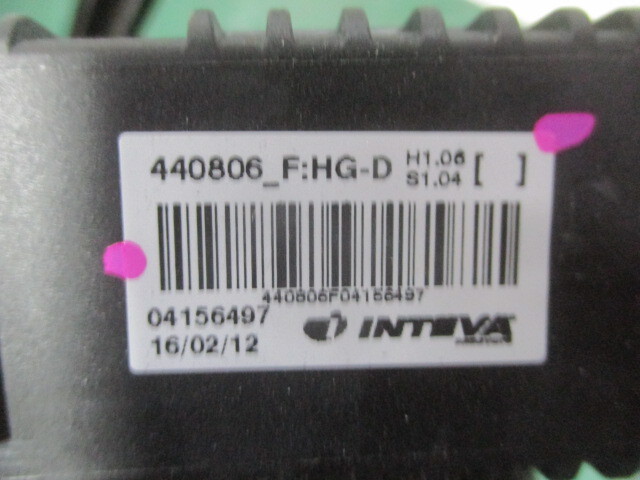 440806_F:HG-D H1.06 [ ]
S1.04
440806F04156497
04156497 INTEVA
16/02/12